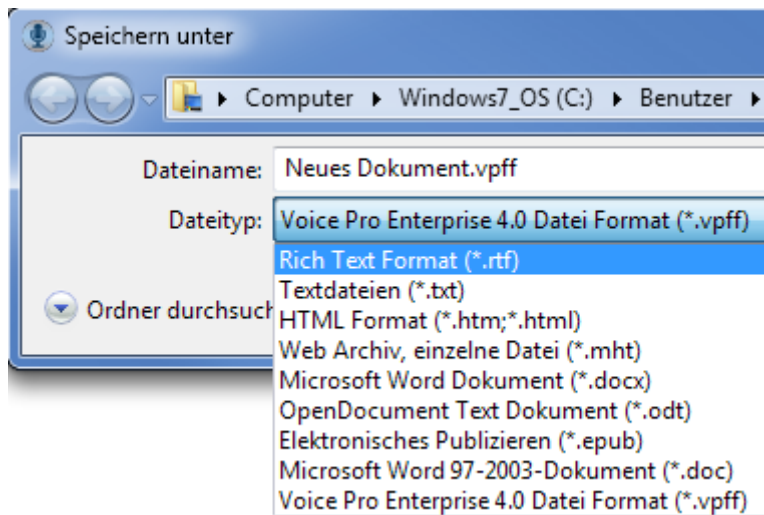 Speichern unter
Computer Windows7_OS (C:) Benutzer
Dateiname: Neues Dokument.vpff
Dateityp: Voice Pro Enterprise 4.0 Datei Format (*.vpff)
Rich Text Format (*.rtf)
Textdateien (*.txt)
Ordner durchsuch
HTML Format (*.htm;*.html)
Web Archiv, einzelne Datei (*.mht)
Microsoft Word Dokument (*.docx)
OpenDocument Text Dokument (*.odt)
Elektronisches Publizieren (*.epub)
Microsoft Word 97-2003-Dokument (*.doc)
Voice Pro Enterprise 4.0 Datei Format (*.vpff)